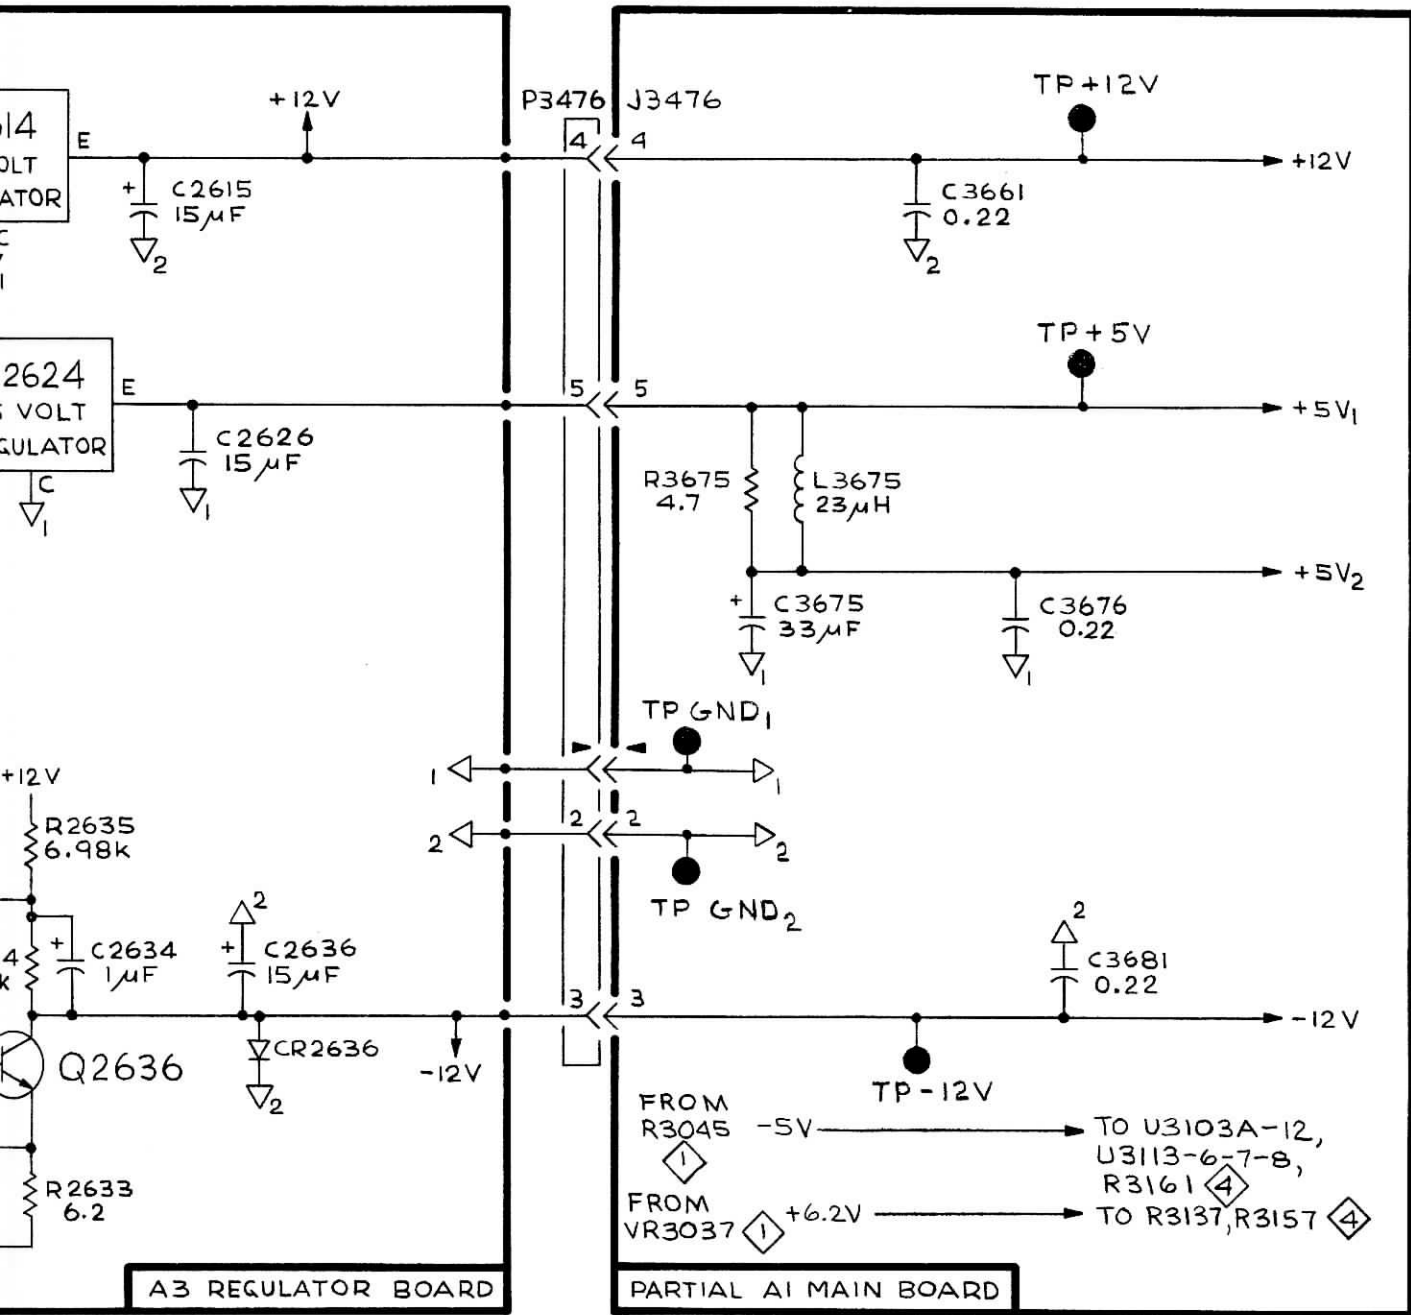 +12V
P3476 J3476
TP+12V
614
E
4 4
OLT
ATOR
+
C2615
15µF
2
C
1
C3661
0.22
2
+12V
TP+5V
2624
E
5 5
VOLT
GULATOR
C
1
C2626
15µF
1
+5V1
R3675
4.7
L3675
23µH
+5V2
+
C3675
33µF
1
C3676
0.22
1
TP GND1
1
1
2
2 2
2
TP GND2
+12V
R2635
6.98K
4
K
+
C2634
1µF
2
+
C2636
15µF
2
C3681
0.22
3 3
-12V
Q2636
CR2636
2
-12V
TP-12V
R2633
6.2
FROM
R3045 -5V
1
TO U3103A-12,
U3113-6-7-8,
R3161 4
FROM
VR3037 1 +6.2V
TO R3137,R3157 4
A3 REGULATOR BOARD
PARTIAL A1 MAIN BOARD